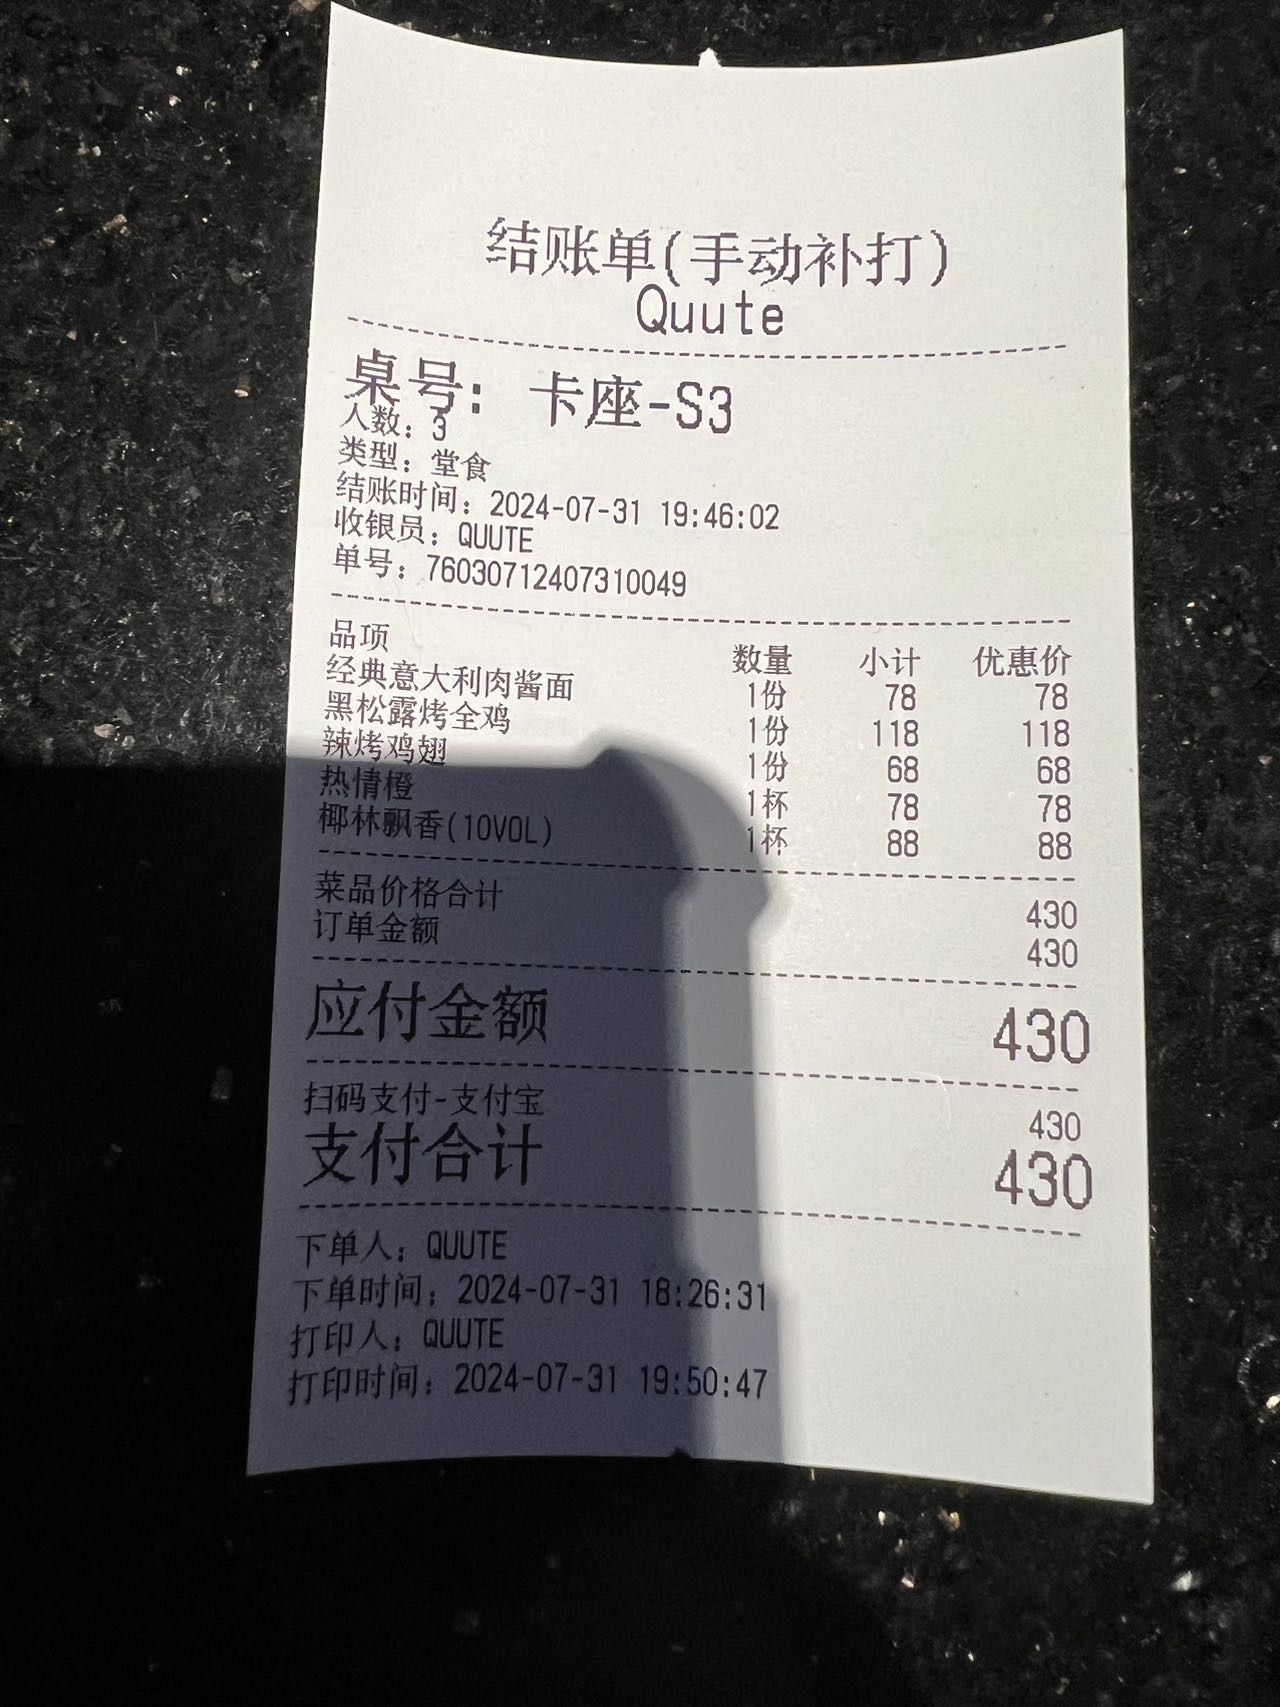 结账单(手动补打)
Quute
桌号: 卡座-S3
人数: 3
类型: 堂食
结账时间: 2024-07-31 19:46:02
收银员: QUUTE
单号: 76030712407310049
品项 数量 小计 优惠价
经典意大利肉酱面 1份 78 78
黑松露烤全鸡 1份 118 118
辣烤鸡翅 1份 68 68
热情橙 1杯 78 78
椰林飘香(10VOL) 1杯 88 88
菜品价格合计 430
订单金额 430
应付金额 430
扫码支付-支付宝 430
支付合计 430
下单人: QUUTE
下单时间: 2024-07-31 18:26:31
打印人: QUUTE
打印时间: 2024-07-31 19:50:47